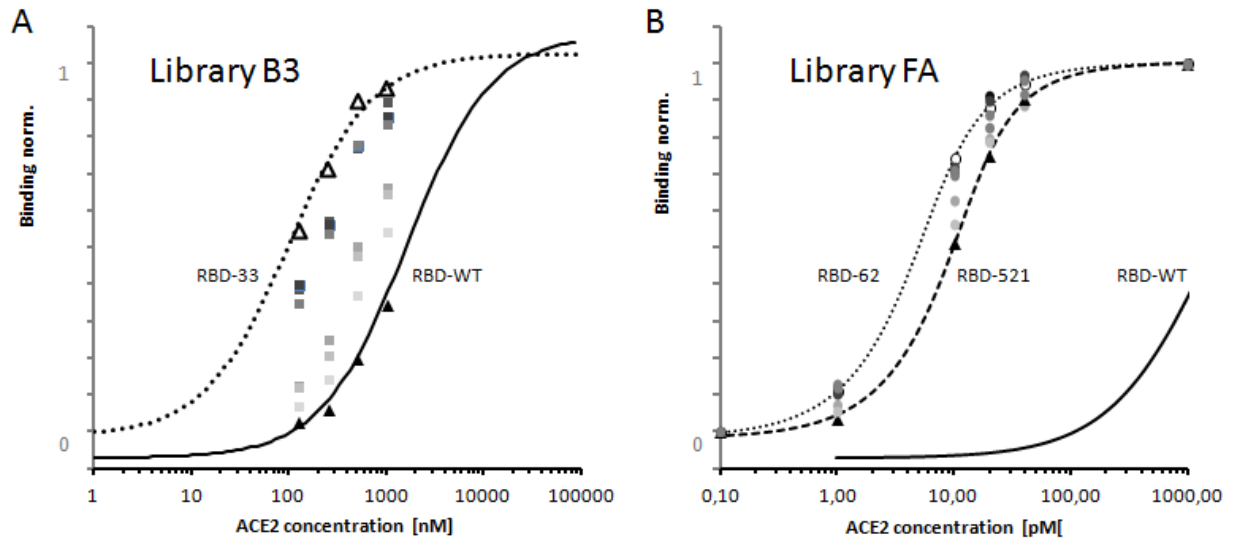 A
Library B3
Binding norm.
1
0
RBD-33
RBD-WT
1
10
100
1000
10000
100000
ACE2 concentration [nM]
B
Library FA
Binding norm.
1
0
RBD-62
RBD-521
RBD-WT
0,10
1,00
10,00
100,00
1000,00
ACE2 concentration [pM[